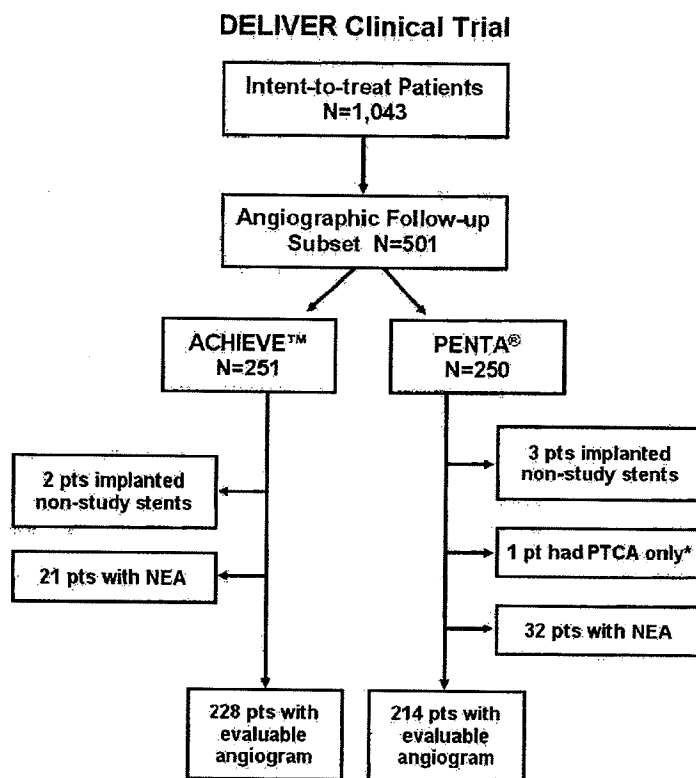 DELIVER Clinical Trial
Intent-to-treat Patients
N=1,043
Angiographic Follow-up
Subset N=501
ACHIEVE™
N=251
PENTA®
N=250
2 pts implanted
non-study stents
3 pts implanted
non-study stents
21 pts with NEA
1 pt had PTCA only*
32 pts with NEA
228 pts with
evaluable
angiogram
214 pts with
evaluable
angiogram